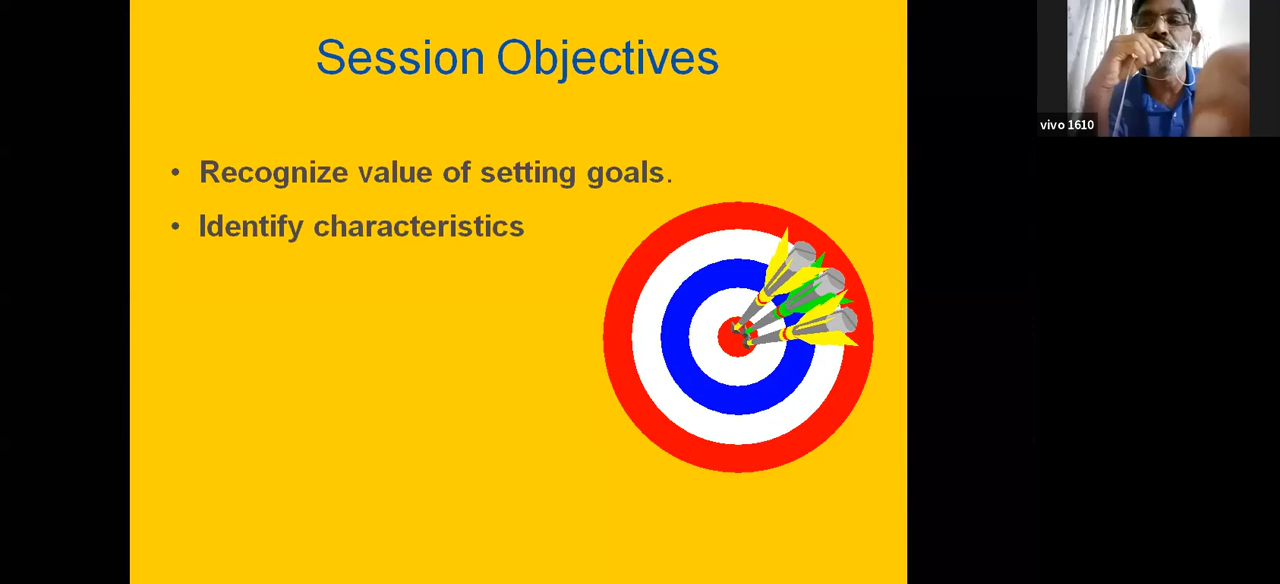 Session Objectives
• Recognize value of setting goals.
• Identify characteristics
vivo 1610